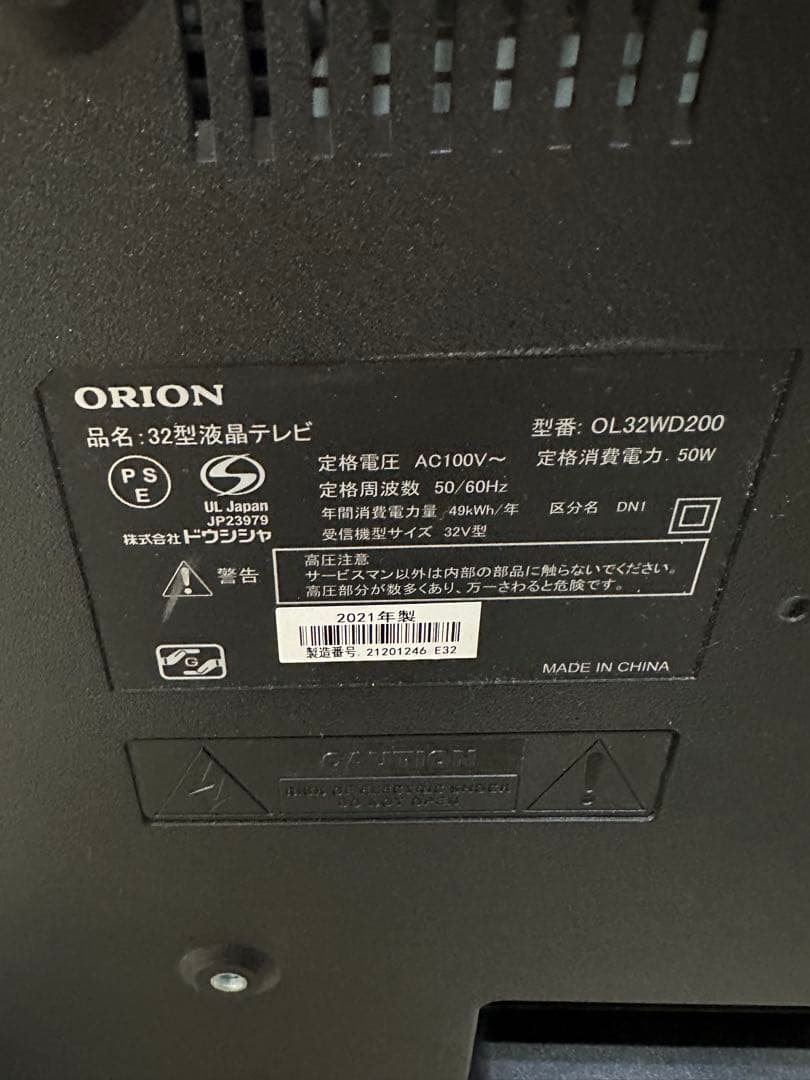 ORION
品名:32型液晶テレビ
型番: OL32WD200
P S E
UL Japan
JP23979
株式会社ドウシシャ
定格電圧 AC100V～ 定格消費電力. 50W
定格周波数 50/60Hz
年間消費電力量 49kWh/年 区分名 DN1
受信機型サイズ 32V型
警告
高圧注意
サービスマン以外は内部の部品に触らないでください。
高圧部分が数多くあり、万一さわると危険です。
2021年製
製造番号. 21201246 E32
G
MADE IN CHINA
CAUTION
RISK OF ELECTRIC SHOCK
DO NOT OPEN